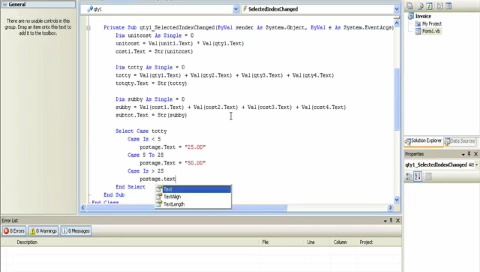 General
There are no usable controls in this
group. Drag an item onto this text to
add it to the toolbox.
qty1
SelectedIndexChanged
Private Sub qty1_SelectedIndexChanged(ByVal sender As System.Object, ByVal e As System.EventArgs)
Dim unitcost As Single = 0
unitcost = Val(unit1.Text) * Val(qty1.Text)
cost1.Text = Str(unitcost)
Dim totty As Single = 0
totty = Val(qty1.Text) + Val(qty2.Text) + Val(qty3.Text) + Val(qty4.Text)
totqty.Text = Str(totty)
Dim subby As Single = 0
subby = Val(cost1.Text) + Val(cost2.Text) + Val(cost3.Text) + Val(cost4.Text)
subtot.Text = Str(subby)
Select Case totty
Case Is < 5
postage.Text = "25.00"
Case 5 To 25
postage.Text = "50.00"
Case Is > 25
postage.text
End Select
End Sub
End Class
Text
TextAlign
TextLength
Invoice
My Project
Form1.vb
Solution Explorer
Data Sources
Properties
Error List
0 Errors
0 Warnings
0 Messages
Description
File
Line
Column
Project